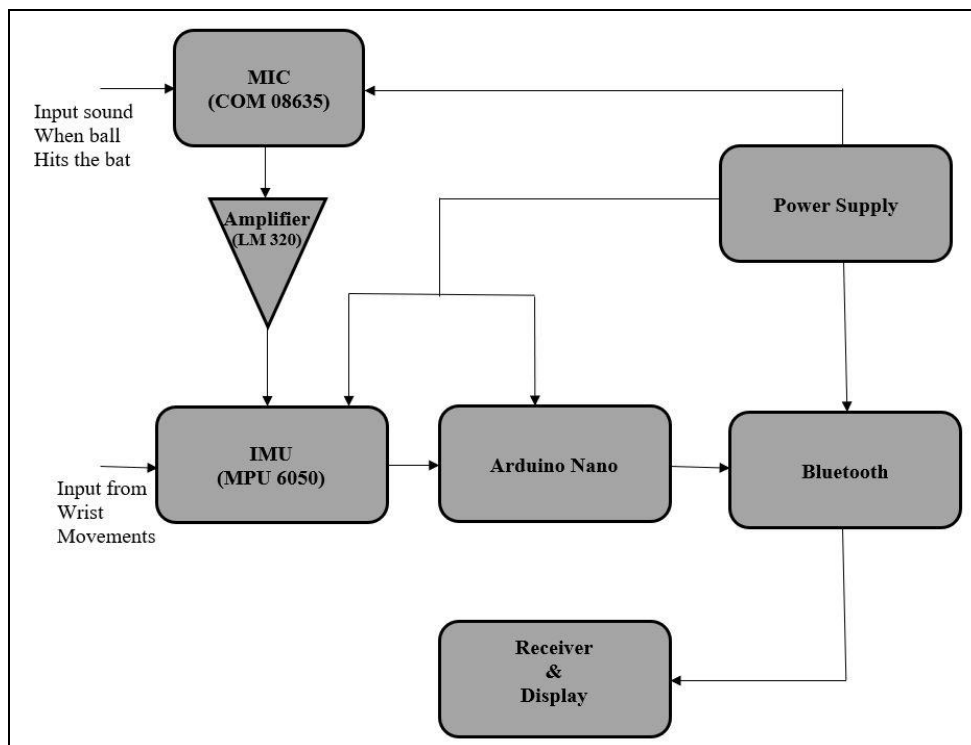 MIC
(COM 08635)
Input sound
When ball
Hits the bat
Amplifier
(LM 320)
Power Supply
IMU
(MPU 6050)
Arduino Nano
Bluetooth
Input from
Wrist
Movements
Receiver
&
Display